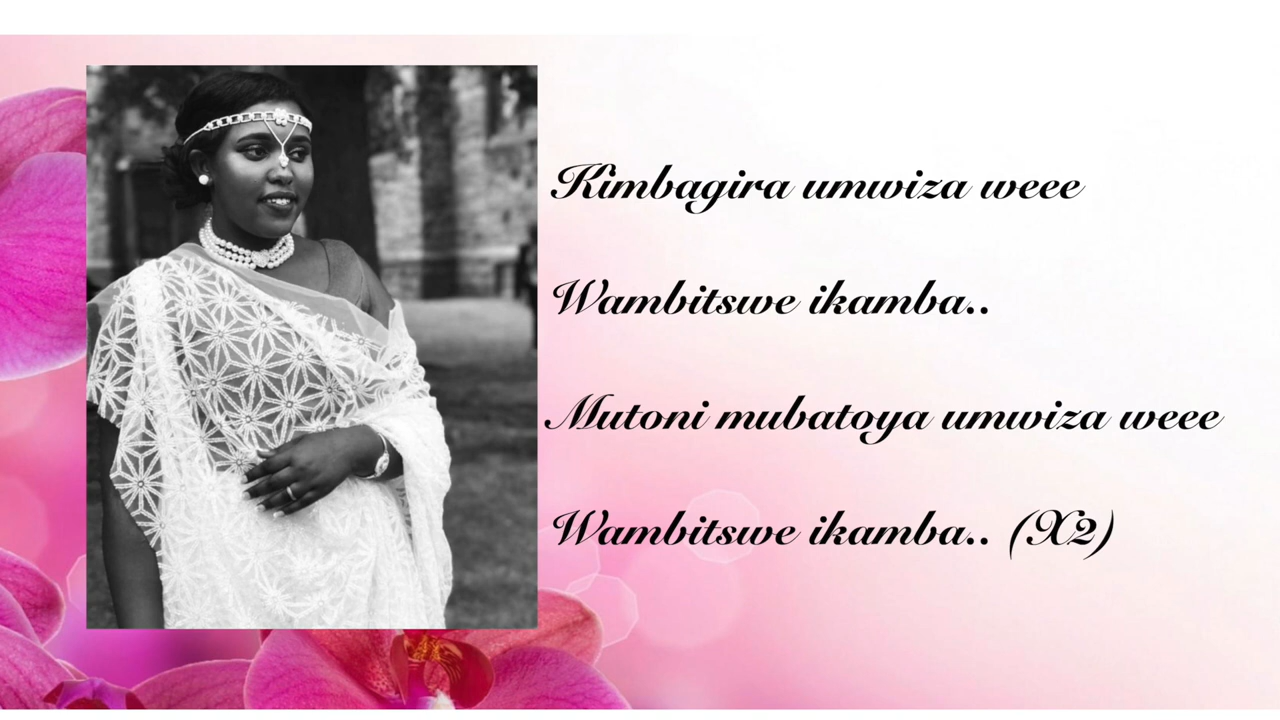 Kimbagira umwiza weee
Wambitswe ikamba..
Mutoni mubatoya umwiza weee
Wambitswe ikamba.. (X2)